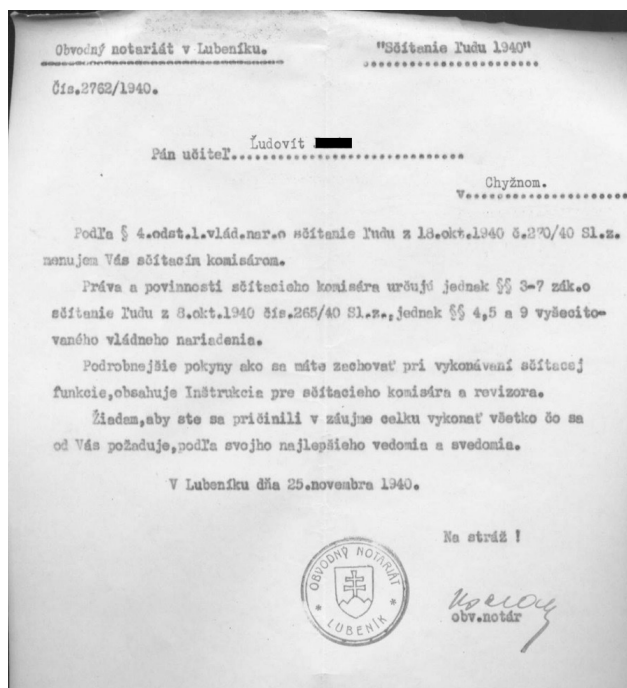 Obvodný notariát v Lubeníku.
"Sčítanie ľudu 1940"
Čís.2762/1940.
Ľudovít
Pán učiteľ
Chyžnom.
v
Podľa § 4.odst.1.vlád.nar.o sčítanie ľudu z 18.okt.1940 č.270/40 Sl.z.
menujem Vás sčítacím komisárom.
Práva a povinnosti sčítacieho komisára určujú jednak §§ 3-7 zák.o
sčítanie ľudu z 8.okt.1940 čís.265/40 Sl.z.,jednak §§ 4,5 a 9 vyšecito-
vaného vládneho nariadenia.
Podrobnejšie pokyny ako sa máte zachovať pri vykonávaní sčítacej
funkcie,obsahuje Inštrukcia pre sčítacieho komisára a revizora.
Žiadam,aby ste sa pričinili v záujme celku vykonať všetko čo sa
od Vás požaduje,podľa svojho najlepšieho vedomia a svedomia.
V Lubeníku dňa 25.novembra 1940.
Na stráž !
OBVODNÝ NOTARIÁT
* LUBENÍK *
obv.notár